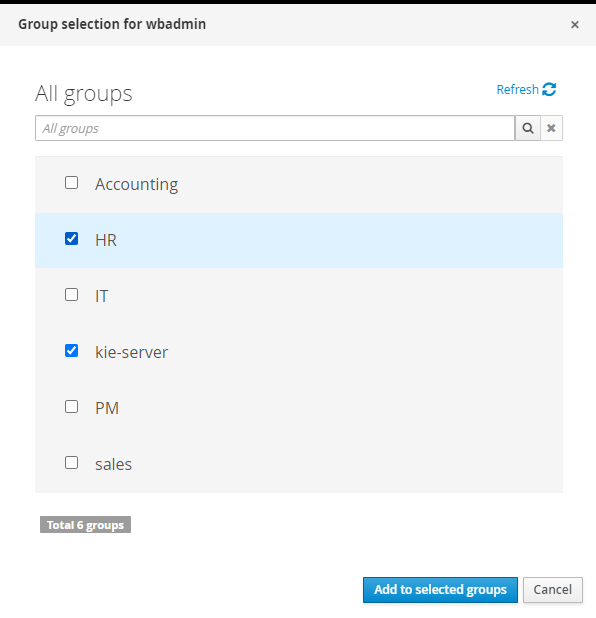 Group selection for wbadmin
×
All groups
Refresh
All groups
Accounting
HR
IT
kie-server
PM
sales
Total 6 groups
Add to selected groups
Cancel